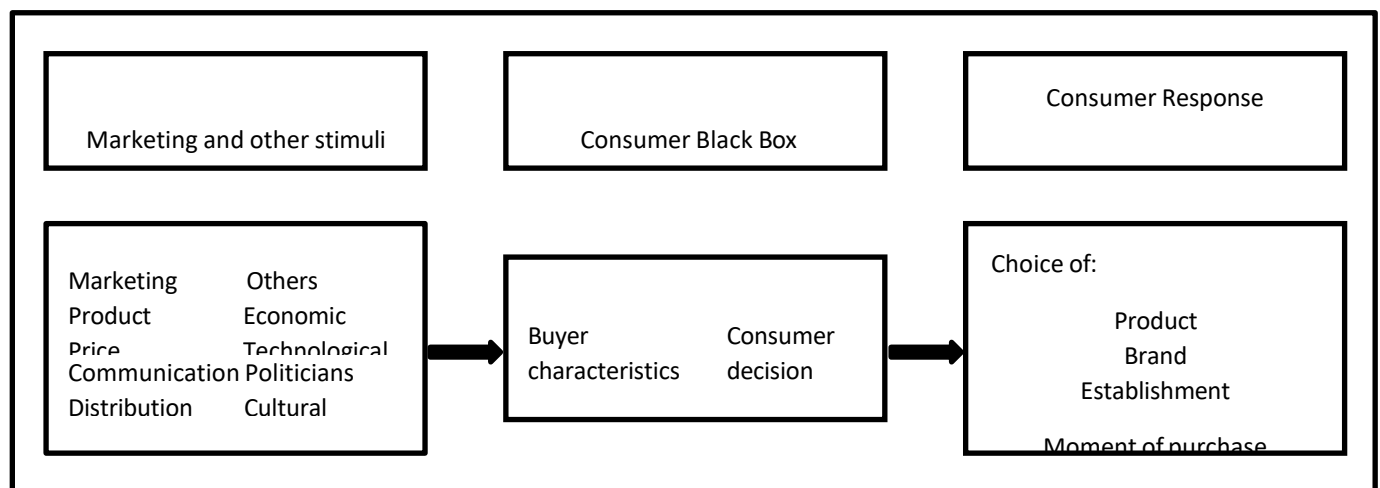 Marketing and other stimuli
Consumer Black Box
Consumer Response
Marketing Others
Product Economic
Price Technological
Communication Politicians
Distribution Cultural
Buyer Consumer
characteristics decision
Choice of:
Product
Brand
Establishment
Moment of purchase